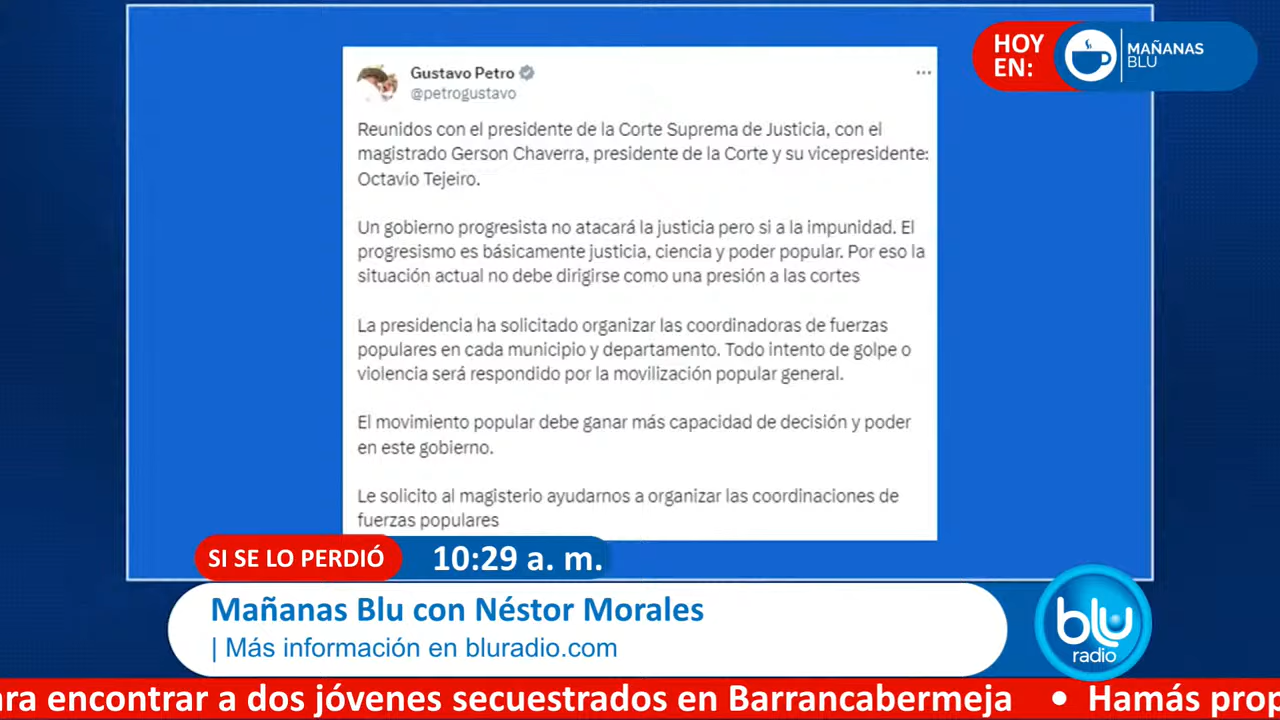 HOY
EN:
MAÑANAS
BLU
Gustavo Petro
@petrogustavo
Reunidos con el presidente de la Corte Suprema de Justicia, con el
magistrado Gerson Chaverra, presidente de la Corte y su vicepresidente:
Octavio Tejeiro.
Un gobierno progresista no atacará la justicia pero si a la impunidad. El
progresismo es básicamente justicia, ciencia y poder popular. Por eso la
situación actual no debe dirigirse como una presión a las cortes
La presidencia ha solicitado organizar las coordinadoras de fuerzas
populares en cada municipio y departamento. Todo intento de golpe o
violencia será respondido por la movilización popular general.
El movimiento popular debe ganar más capacidad de decisión y poder
en este gobierno.
Le solicito al magisterio ayudarnos a organizar las coordinaciones de
fuerzas populares
SI SE LO PERDIÓ
10:29 a. m.
Mañanas Blu con Néstor Morales
| Más información en bluradio.com
blu
radio
ara encontrar a dos jóvenes secuestrados en Barrancabermeja • Hamás prop